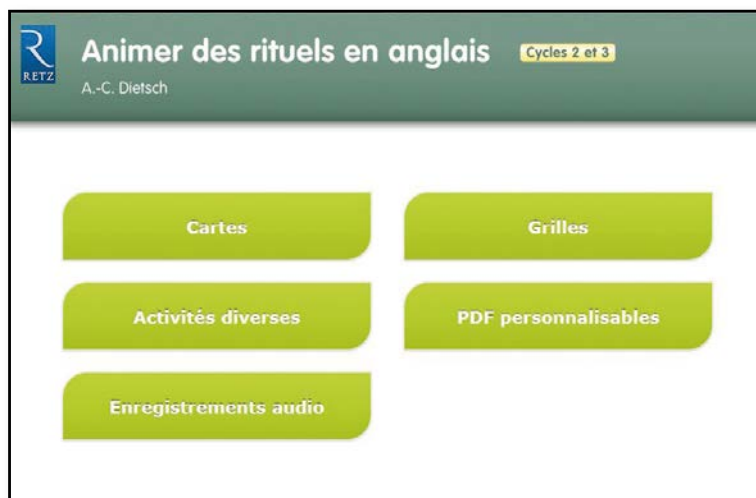 RETZ
Animer des rituels en anglais
Cycles 2 et 3
A.-C. Dietsch
Cartes
Grilles
Activités diverses
PDF personnalisables
Enregistrements audio